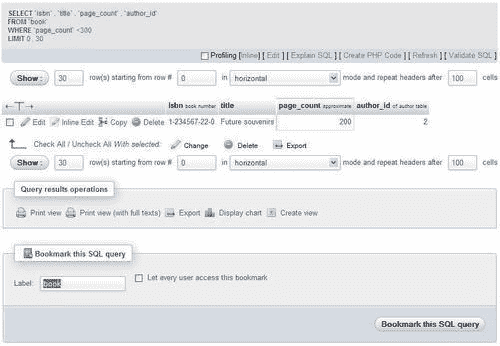 SELECT `isbn` , `title` , `page_count` , `author_id`
FROM `book`
WHERE `page_count` <300
LIMIT 0 , 30
Profiling [Inline] [ Edit ] [ Explain SQL ] [ Create PHP Code ] [ Refresh ] [ Validate SQL ]
Show : 30 row(s) starting from row # 0 in horizontal mode and repeat headers after 100 cells
isbn book number title page_count approximate author_id of author table
Edit Inline Edit Copy Delete 1-234567-22-0 Future souvenirs 200 2
Check All / Uncheck All With selected: Change Delete Export
Show : 30 row(s) starting from row # 0 in horizontal mode and repeat headers after 100 cells
Query results operations
Print view Print view (with full texts) Export Display chart Create view
Bookmark this SQL query
Label: book Let every user access this bookmark
Bookmark this SQL query